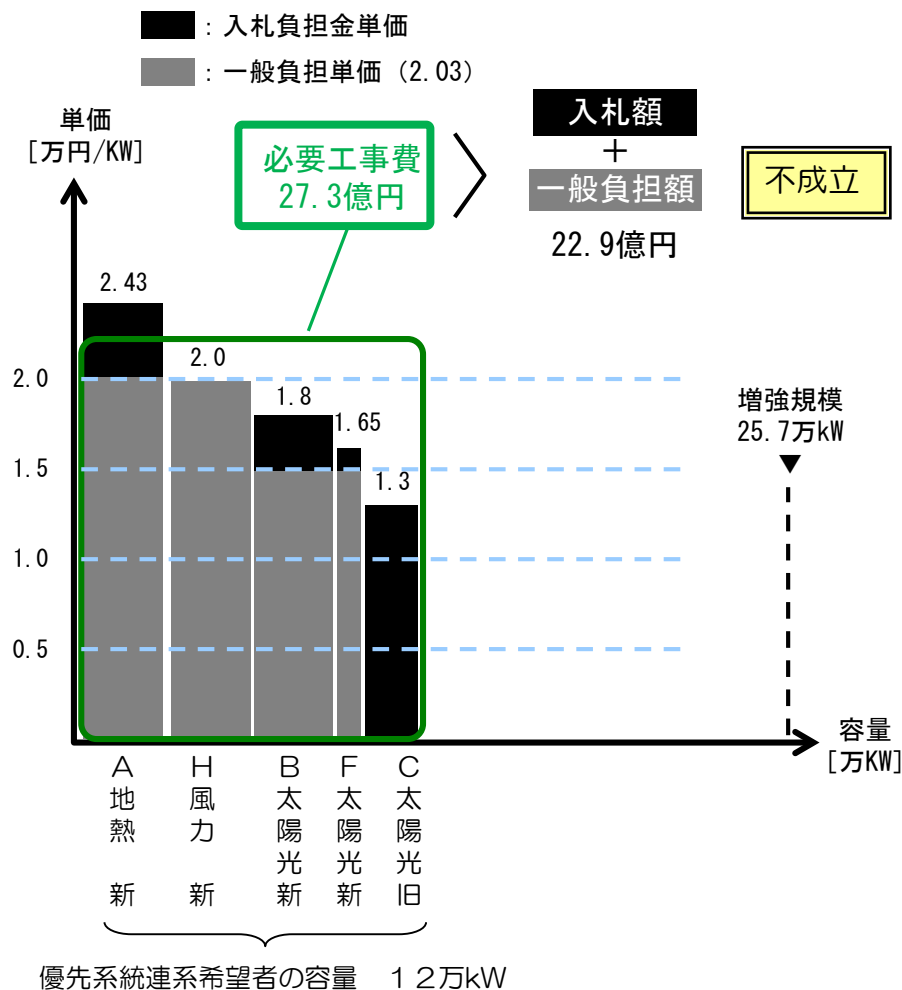 ：入札負担金単価
：一般負担単価（2.03）
単価
[万円/KW]
必要工事費
27.3億円
入札額
＋
一般負担額
22.9億円
不成立
2.43
2.0
1.8
1.65
1.3
2.0
1.5
1.0
0.5
増強規模
25.7万kW
▼
容量
[万KW]
A地熱 新
H風力 新
B太陽光新
F太陽光新
C太陽光旧
優先系統連系希望者の容量 １２万kW